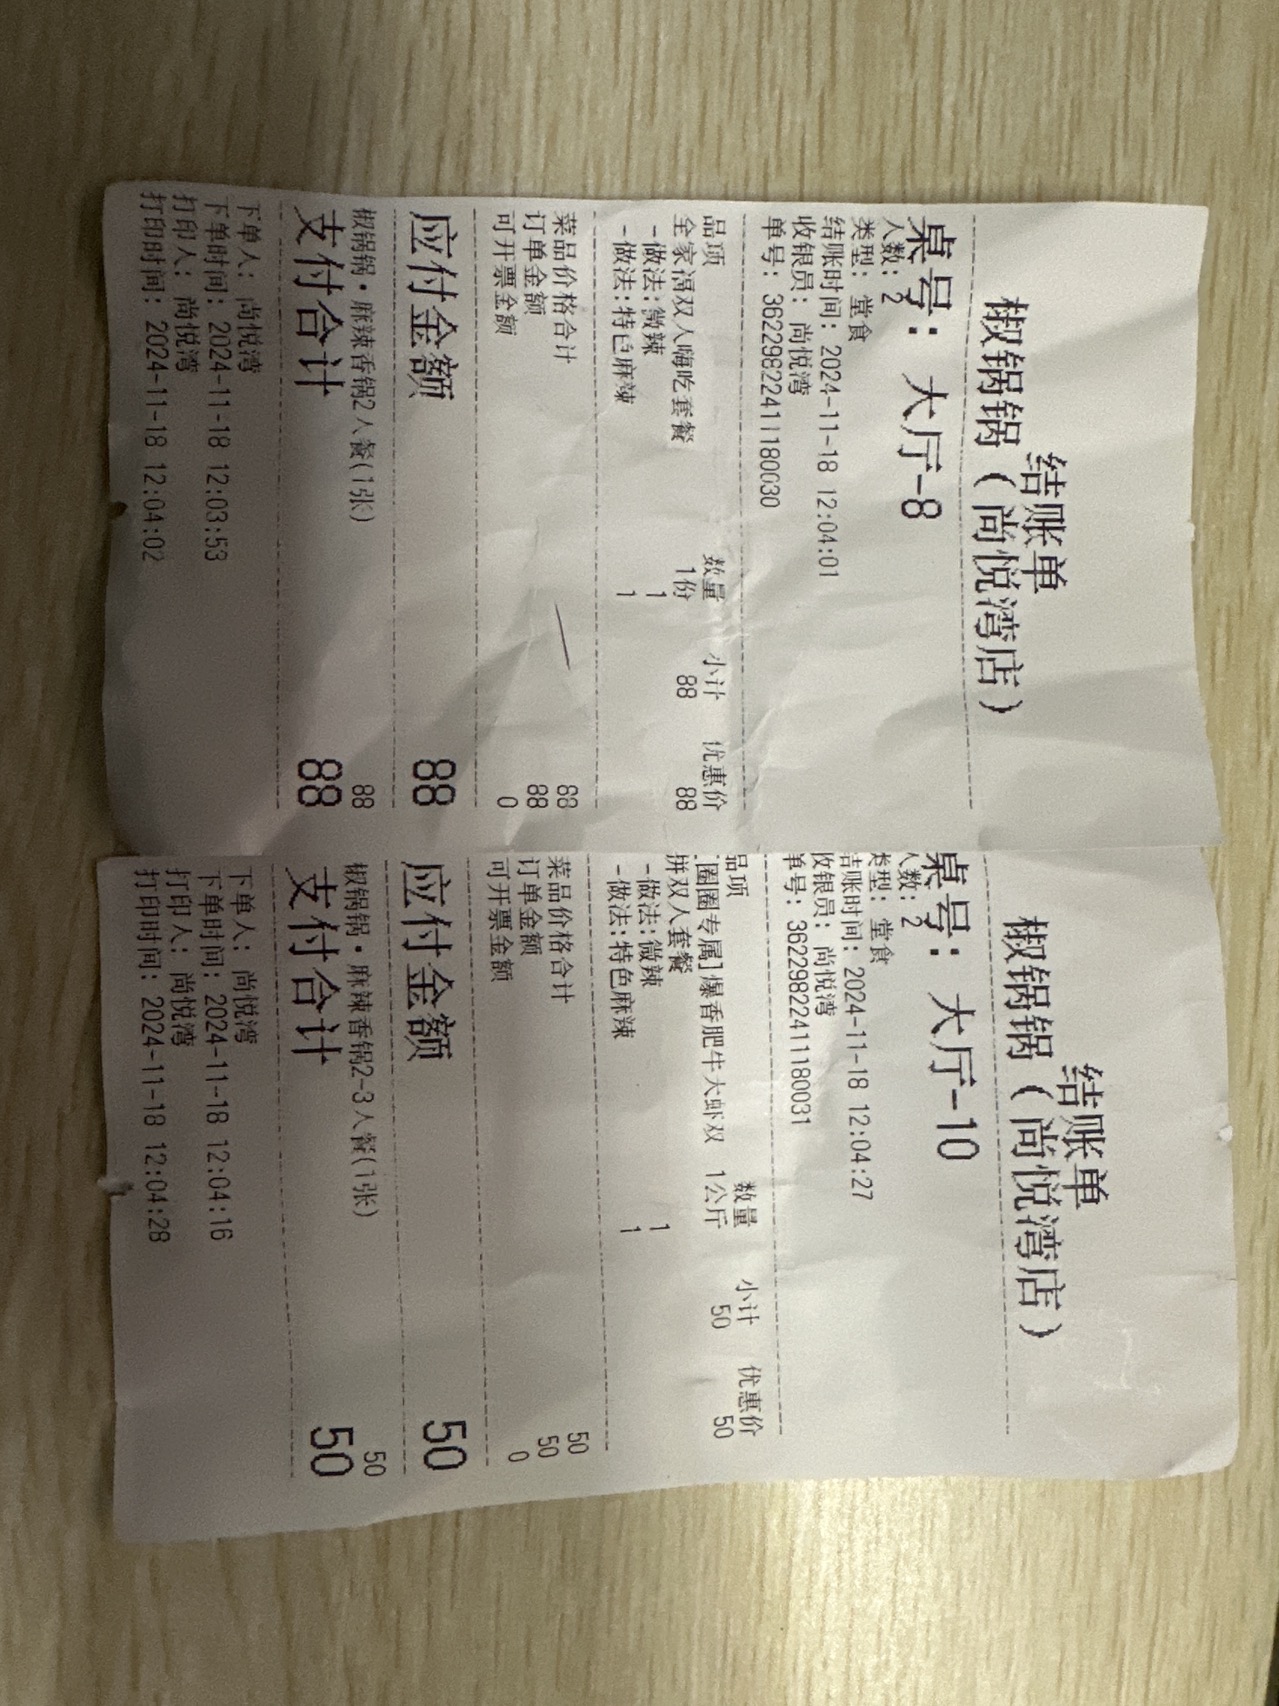 结账单
椒锅锅（尚悦湾店）
桌号：大厅-8
人数：2
类型：堂食
结账时间：2024-11-18 12:04:01
收银员：尚悦湾
单号：3622982241118003​0
品项 数量 小计 优惠价
全家福双人嗨吃套餐 1份 88 88
-做法:微辣 1
-做法:特色麻辣 1
菜品价格合计 88
订单金额 88
可开票金额 0
应付金额 88
椒锅锅·麻辣香锅2人餐(1张) 88
支付合计 88
下单人：尚悦湾
下单时间：2024-11-18 12:03:53
打印人：尚悦湾
打印时间：2024-11-18 12:04:02
结账单
椒锅锅（尚悦湾店）
桌号：大厅-10
人数：2
类型：堂食
结账时间：2024-11-18 12:04:27
收银员：尚悦湾
单号：36229822411180031
品项 数量 小计 优惠价
[圈圈专属]爆香肥牛大虾双 1公斤 50 50
拼双人套餐
-做法:微辣 1
-做法:特色麻辣 1
菜品价格合计 50
订单金额 50
可开票金额 0
应付金额 50
椒锅锅·麻辣香锅2-3人餐(1张) 50
支付合计 50
下单人：尚悦湾
下单时间：2024-11-18 12:04:16
打印人：尚悦湾
打印时间：2024-11-18 12:04:28